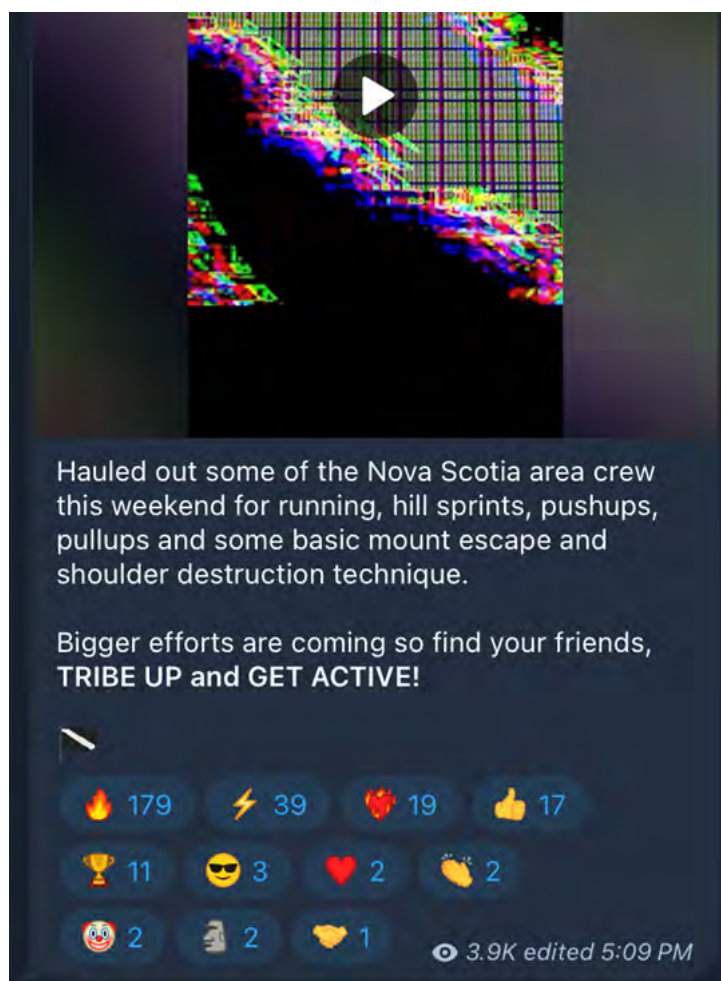 Hauled out some of the Nova Scotia area crew
this weekend for running, hill sprints, pushups,
pullups and some basic mount escape and
shoulder destruction technique.
Bigger efforts are coming so find your friends,
TRIBE UP and GET ACTIVE!
179 39 19 17
11 3 2 2
2 2 1 3.9K edited 5:09 PM